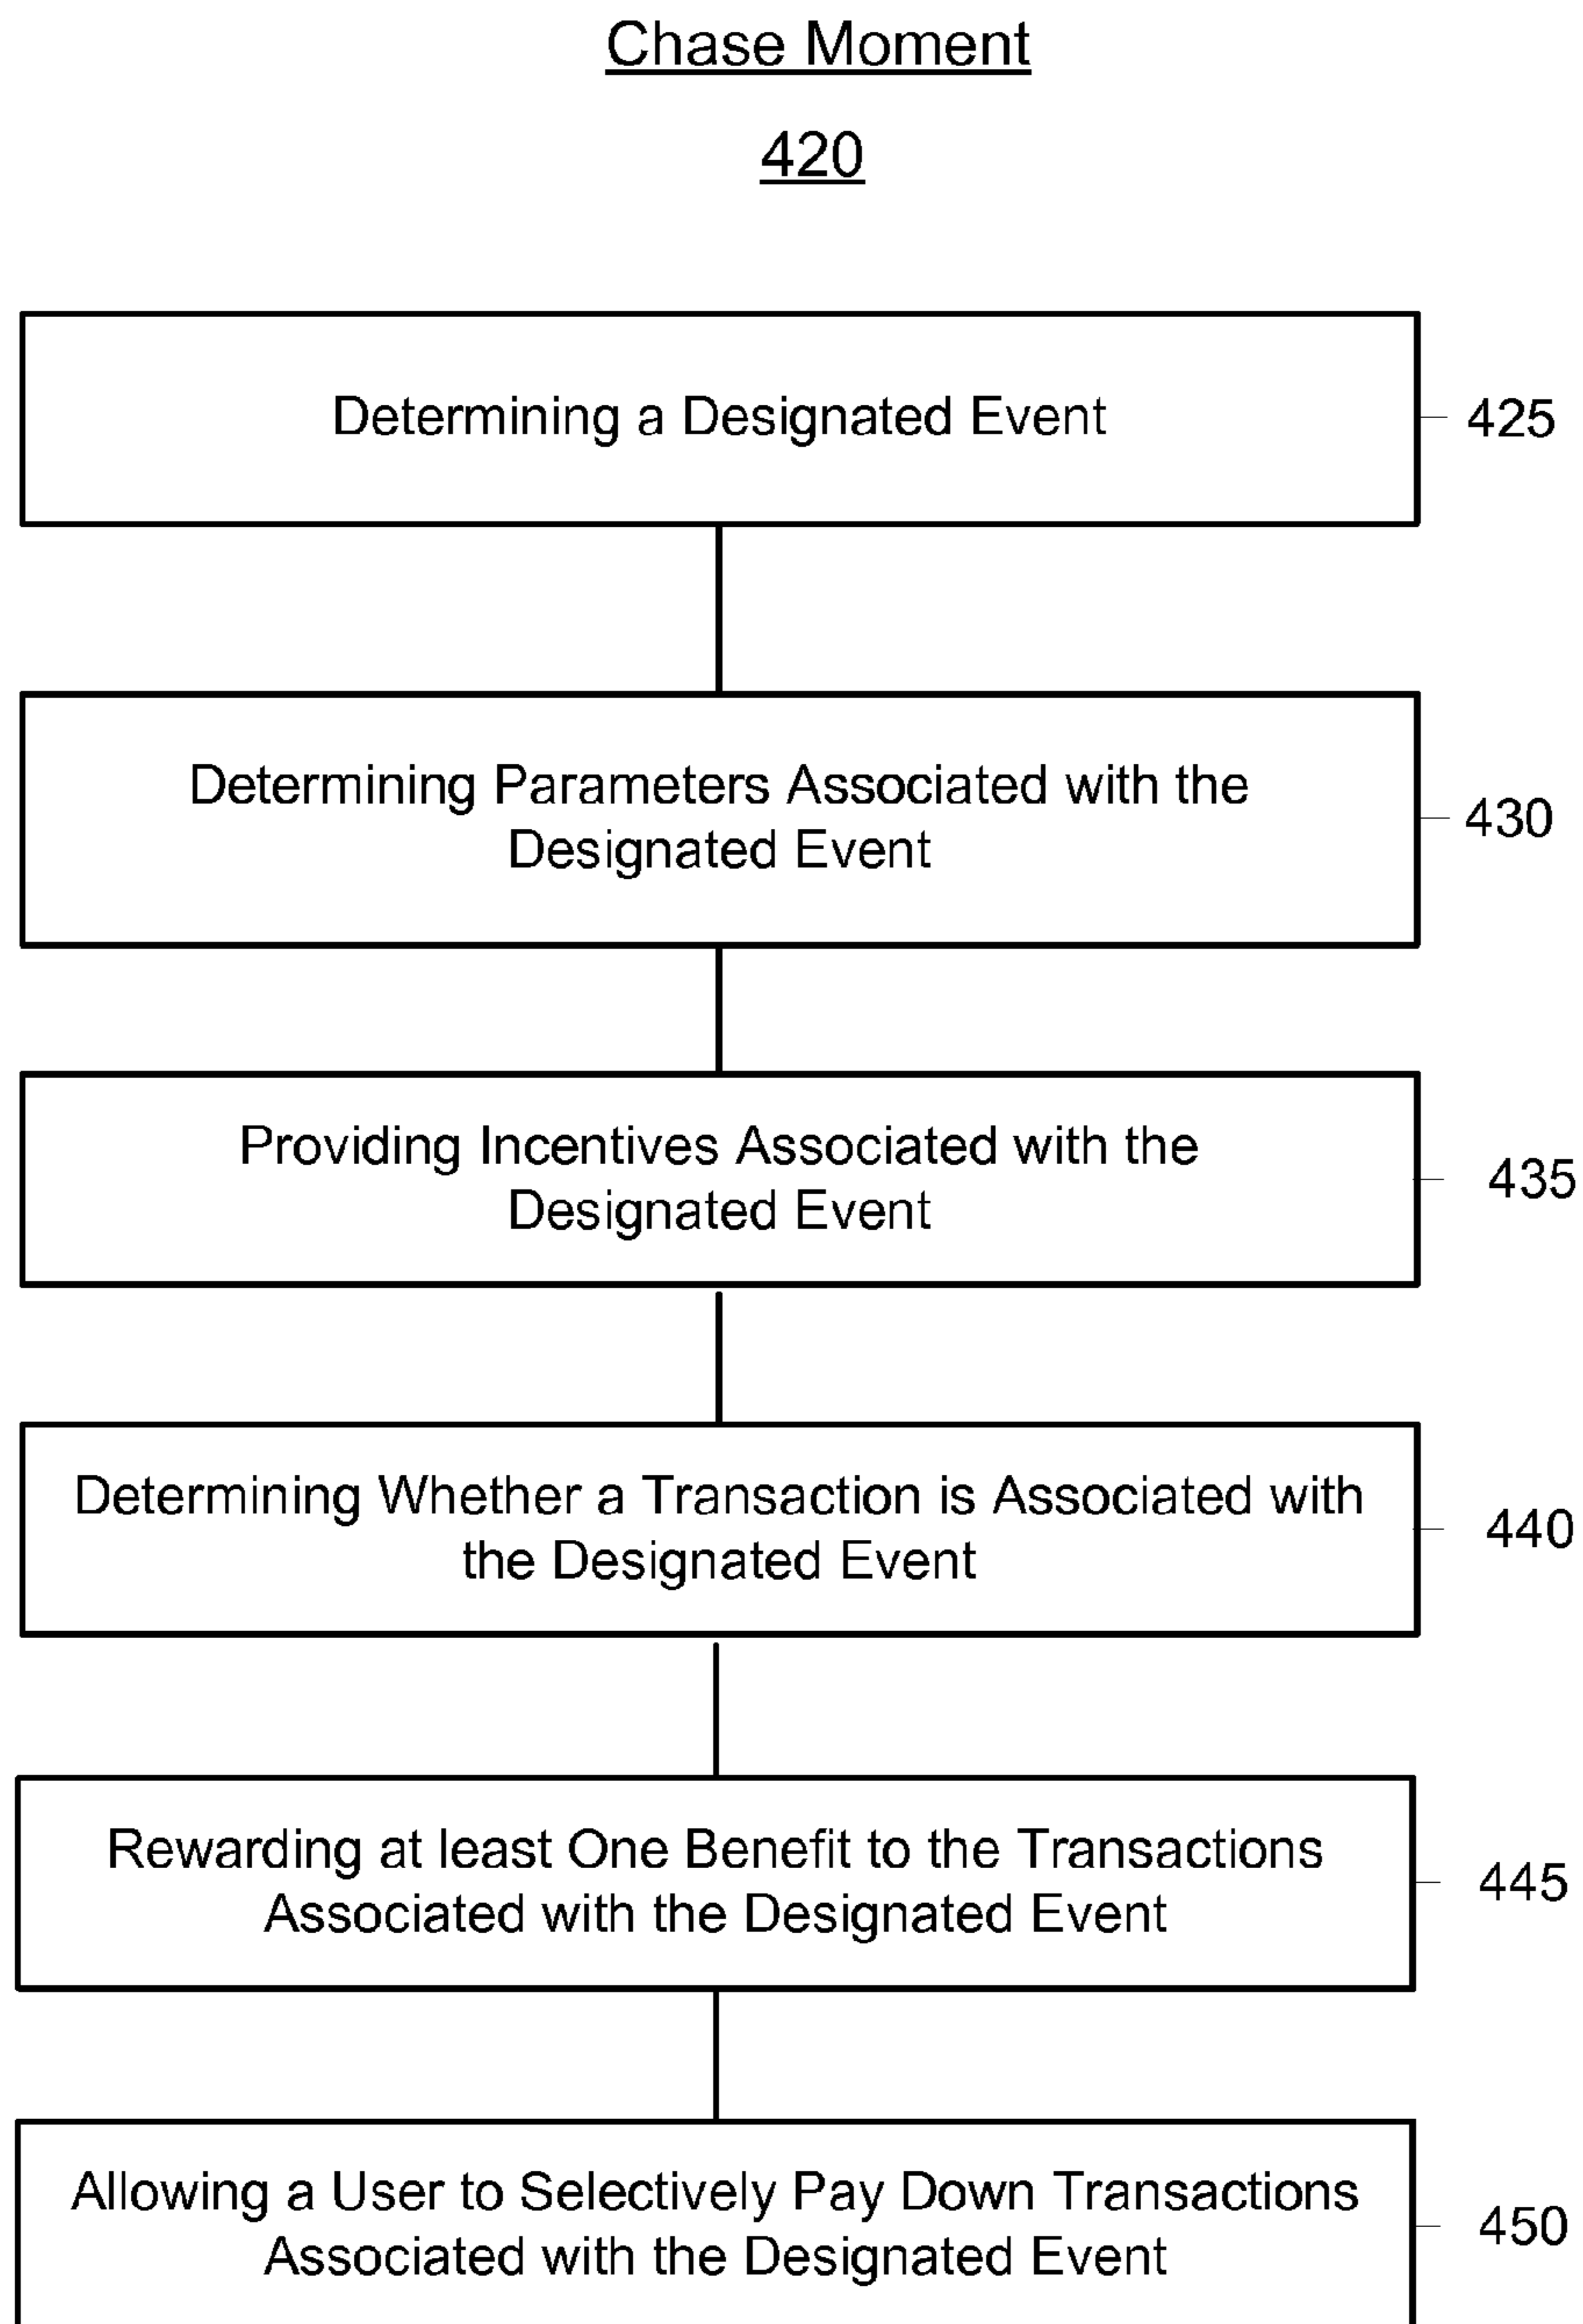 Chase Moment
420
Determining a Designated Event
425
Determining Parameters Associated with the
Designated Event
430
Providing Incentives Associated with the
Designated Event
435
Determining Whether a Transaction is Associated with
the Designated Event
440
Rewarding at least One Benefit to the Transactions
Associated with the Designated Event
445
Allowing a User to Selectively Pay Down Transactions
Associated with the Designated Event
450